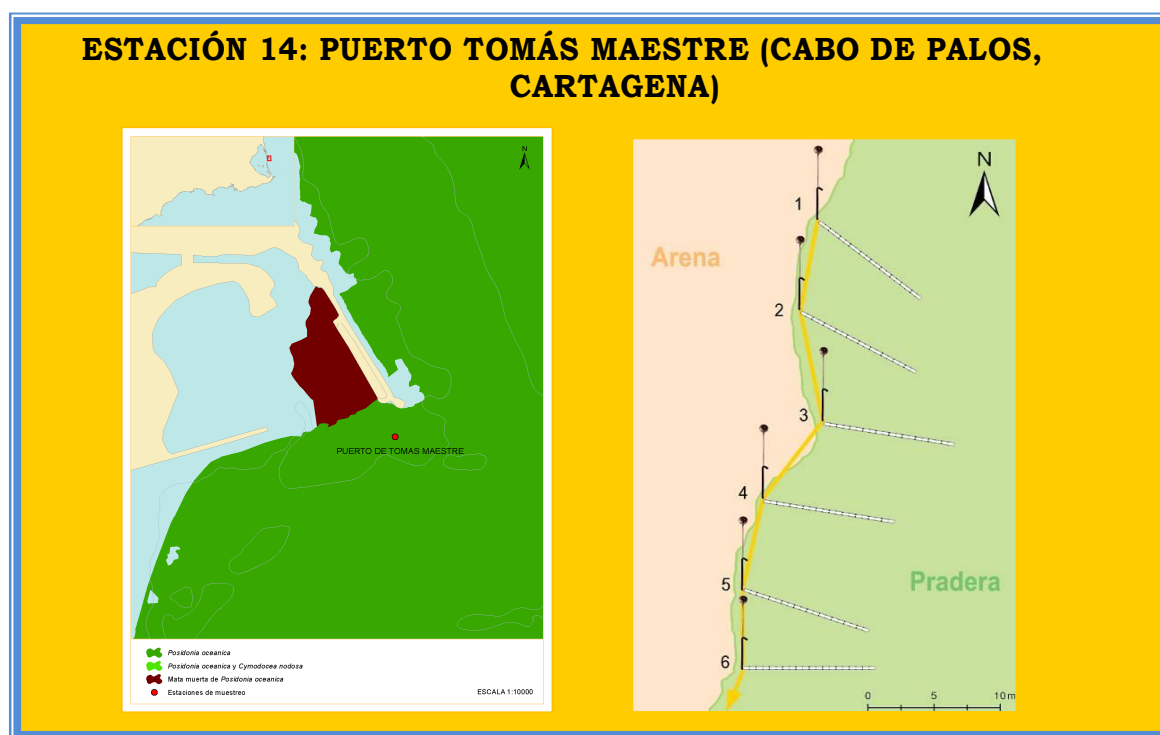 ESTACIÓN 14: PUERTO TOMÁS MAESTRE (CABO DE PALOS,
CARTAGENA)
N
PUERTO DE TOMAS MAESTRE
Posidonia oceanica
Posidonia oceanica y Cymodocea nodosa
Mata muerta de Posidonia oceanica
Estaciones de muestreo
ESCALA 1:10000
N
1
Arena
2
3
4
5
Pradera
6
0 5 10 m